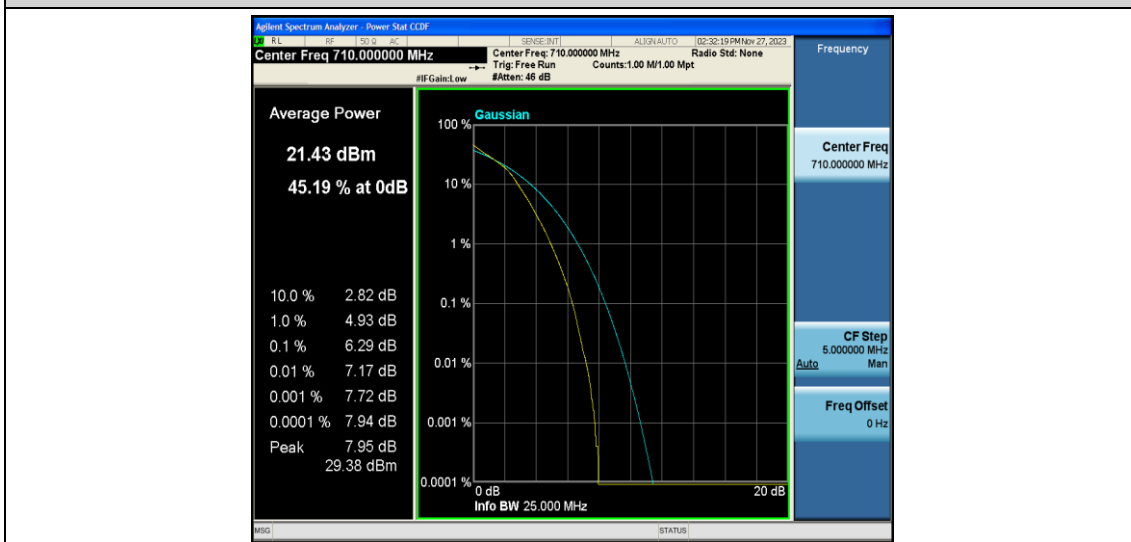 Agilent Spectrum Analyzer - Power Stat CCDF
RL RF 50 Ω AC SENSE:INT ALIGN AUTO 02:32:19 PM Nov 27, 2023
Center Freq 710.000000 MHz
Center Freq: 710.000000 MHz Radio Std: None
Trig: Free Run Counts:1.00 M/1.00 Mpt
#IFGain:Low #Atten: 46 dB
Frequency
Average Power
21.43 dBm
45.19 % at 0dB
10.0 % 2.82 dB
1.0 % 4.93 dB
0.1 % 6.29 dB
0.01 % 7.17 dB
0.001 % 7.72 dB
0.0001 % 7.94 dB
Peak 7.95 dB
29.38 dBm
Gaussian
100 %
10 %
1 %
0.1 %
0.01 %
0.001 %
0.0001 %
0 dB 20 dB
Info BW 25.000 MHz
Center Freq
710.000000 MHz
CF Step
5.000000 MHz
Auto Man
Freq Offset
0 Hz
MSG STATUS